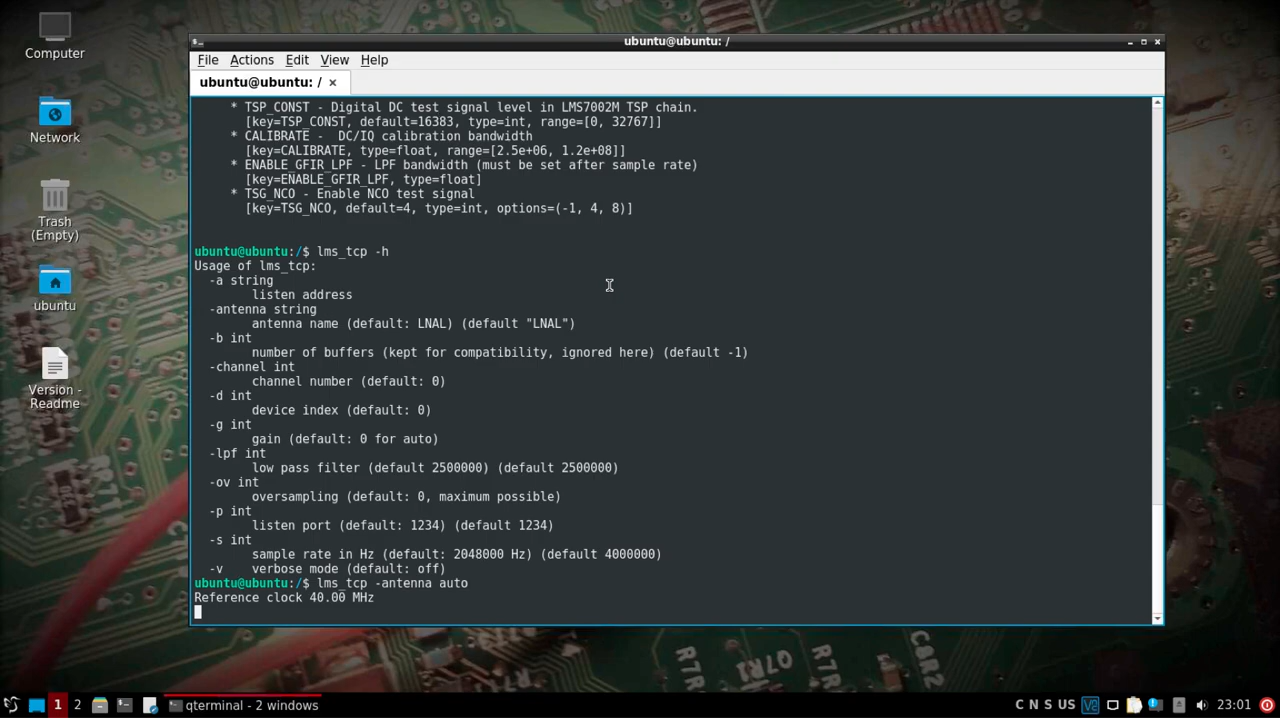 Computer
Network
Trash
(Empty)
ubuntu
Version -
Readme
ubuntu@ubuntu: /
File Actions Edit View Help
ubuntu@ubuntu: / ×
* TSP_CONST - Digital DC test signal level in LMS7002M TSP chain.
[key=TSP_CONST, default=16383, type=int, range=[0, 32767]]
* CALIBRATE -  DC/IQ calibration bandwidth
[key=CALIBRATE, type=float, range=[2.5e+06, 1.2e+08]]
* ENABLE_GFIR_LPF - LPF bandwidth (must be set after sample rate)
[key=ENABLE_GFIR_LPF, type=float]
* TSG_NCO - Enable NCO test signal
[key=TSG_NCO, default=4, type=int, options=(-1, 4, 8)]
ubuntu@ubuntu:/$ lms_tcp -h
Usage of lms_tcp:
-a string
listen address
-antenna string
antenna name (default: LNAL) (default "LNAL")
-b int
number of buffers (kept for compatibility, ignored here) (default -1)
-channel int
channel number (default: 0)
-d int
device index (default: 0)
-g int
gain (default: 0 for auto)
-lpf int
low pass filter (default 2500000) (default 2500000)
-ov int
oversampling (default: 0, maximum possible)
-p int
listen port (default: 1234) (default 1234)
-s int
sample rate in Hz (default: 2048000 Hz) (default 4000000)
-v    verbose mode (default: off)
ubuntu@ubuntu:/$ lms_tcp -antenna auto
Reference clock 40.00 MHz
1 2 qterminal - 2 windows
C N S US 23:01